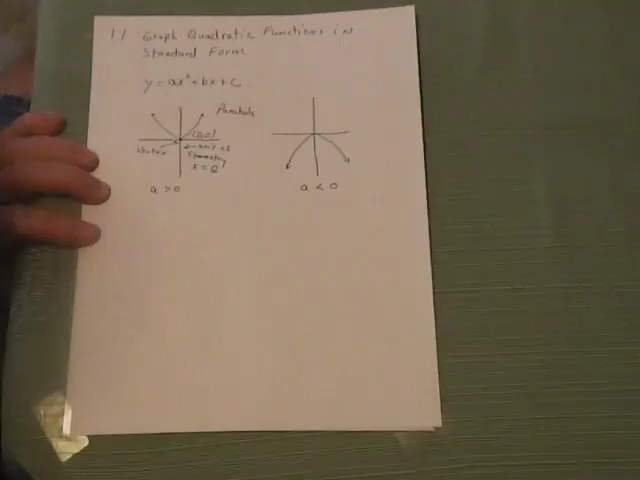 1.1 Graph Quadratic Functions in
Standard Form
y = ax² + bx + c
Parabola
(0,0)
vertex
axis of
symmetry
x = 0
a > 0
a < 0